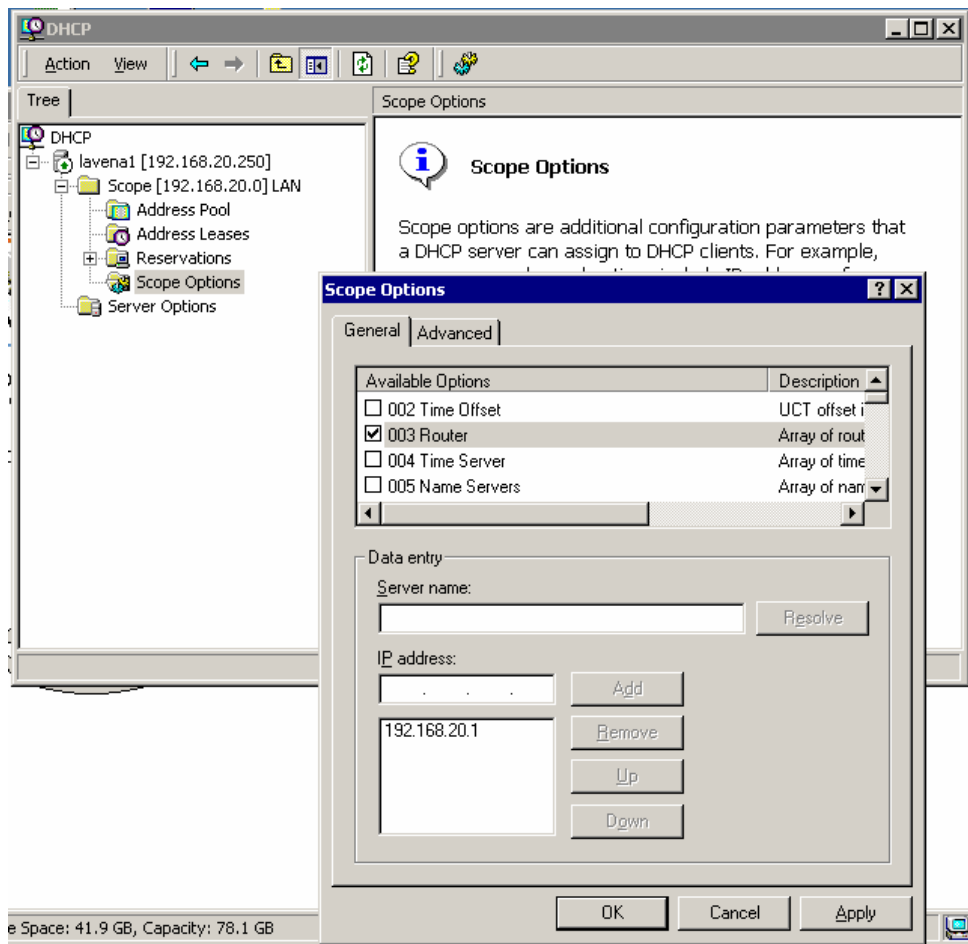 DHCP
Action View
Tree
Scope Options
DHCP
lavena1 [192.168.20.250]
Scope [192.168.20.0] LAN
Address Pool
Address Leases
Reservations
Scope Options
Server Options
Scope Options
Scope options are additional configuration parameters that
a DHCP server can assign to DHCP clients. For example,
Scope Options
General Advanced
Available Options Description
002 Time Offset UCT offset i
003 Router Array of rout
004 Time Server Array of time
005 Name Servers Array of nam
Data entry
Server name:
Resolve
IP address:
. . . Add
192.168.20.1
Remove
Up
Down
OK Cancel Apply
e Space: 41.9 GB, Capacity: 78.1 GB